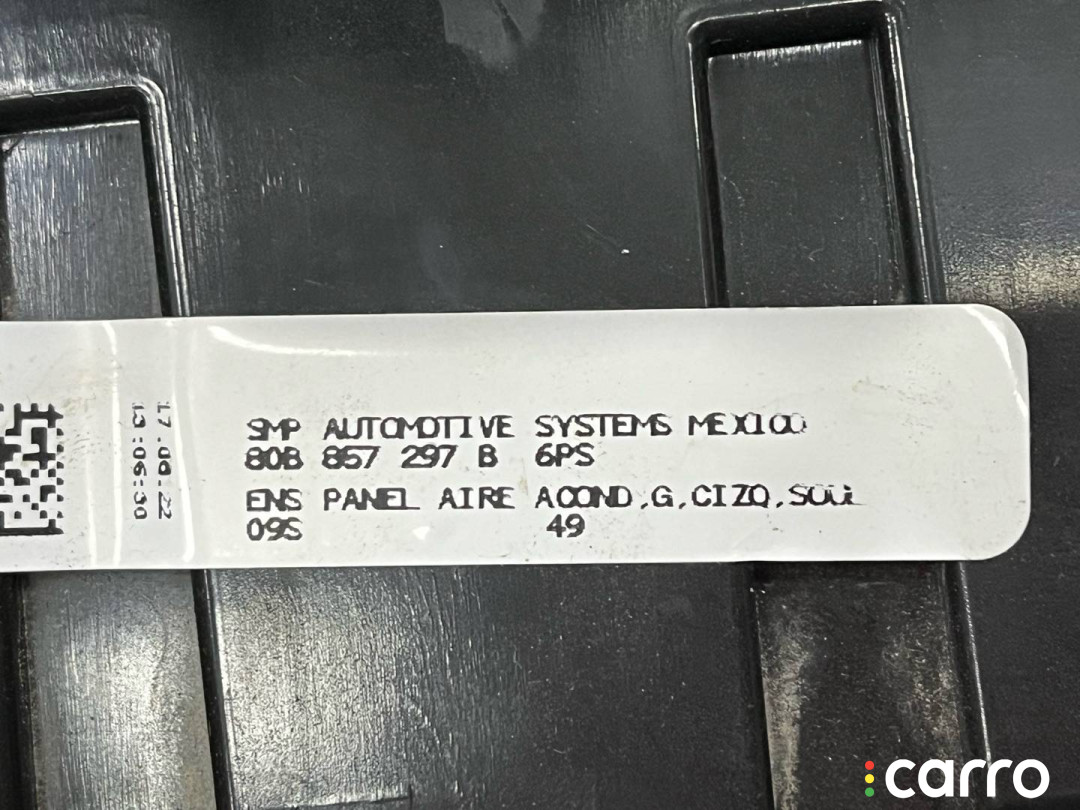 17.08.22
13:06:30
SMP AUTOMOTIVE SYSTEMS MEXICO
80B 857 297 B 6PS
ENS PANEL AIRE ACOND,G,CIZQ,SOUL
09S 49
carro